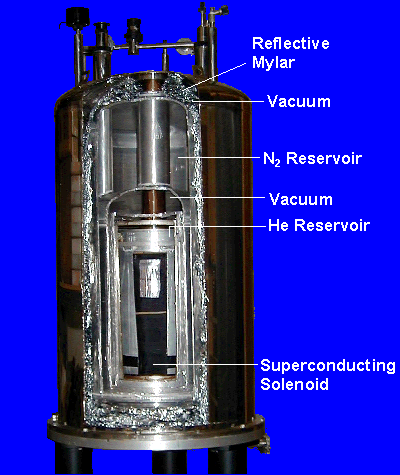 Reflective
Mylar
Vacuum
N₂ Reservoir
Vacuum
He Reservoir
Superconducting
Solenoid